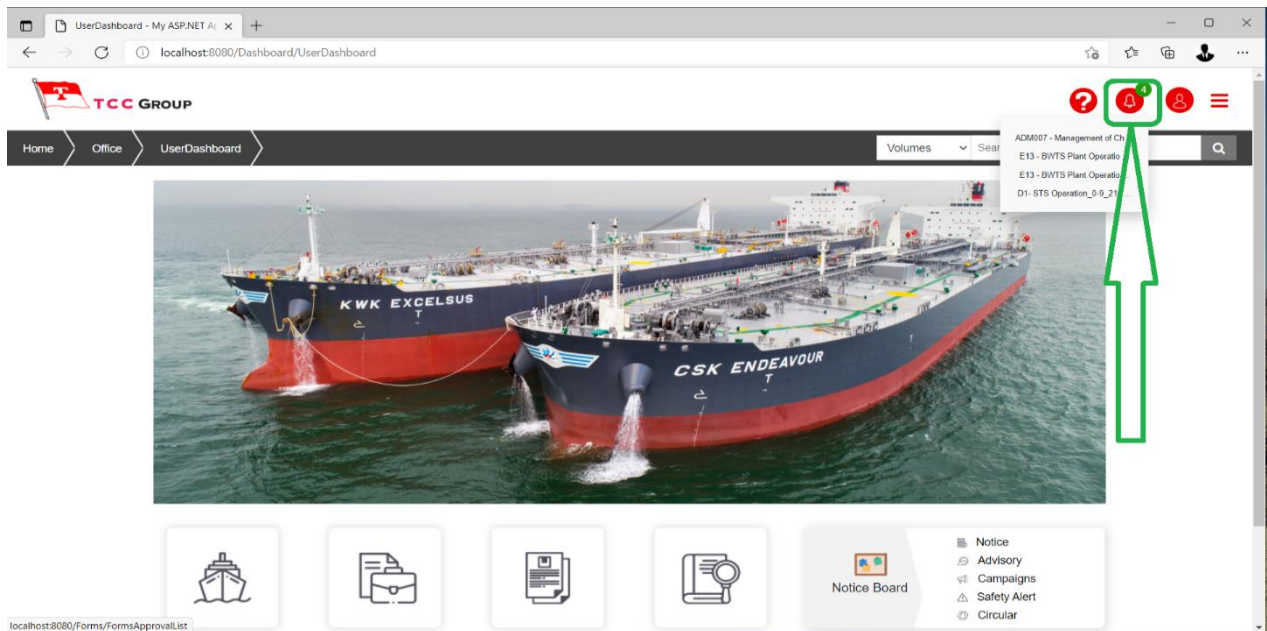 UserDashboard - My ASP.NET Ap
localhost:8080/Dashboard/UserDashboard
TCC GROUP
4
Home Office UserDashboard
Volumes Sear
ADM007 - Management of Ch
E13 - BWTS Plant Operatio
E13 - BWTS Plant Operatio...
D1- STS Operation_0-9_21
KWK EXCELSUS
T
CSK ENDEAVOUR
T
Notice Board
Notice
Advisory
Campaigns
Safety Alert
Circular
localhost:8080/Forms/FormsApprovalList